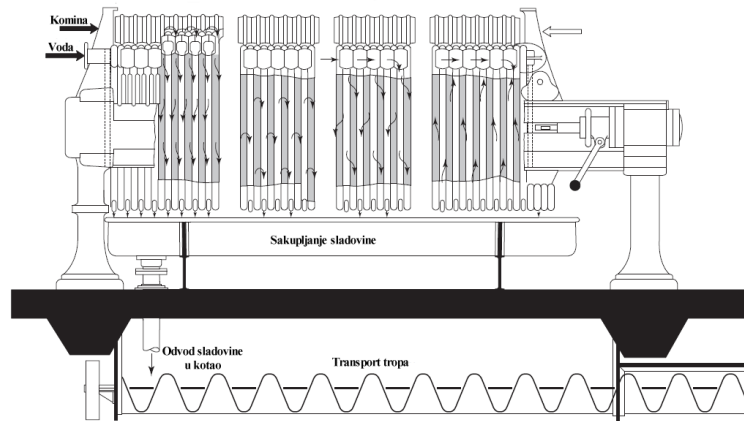 Komina
Voda
Sakupljanje sladovine
Odvod sladovine
u kotao
Transport tropa